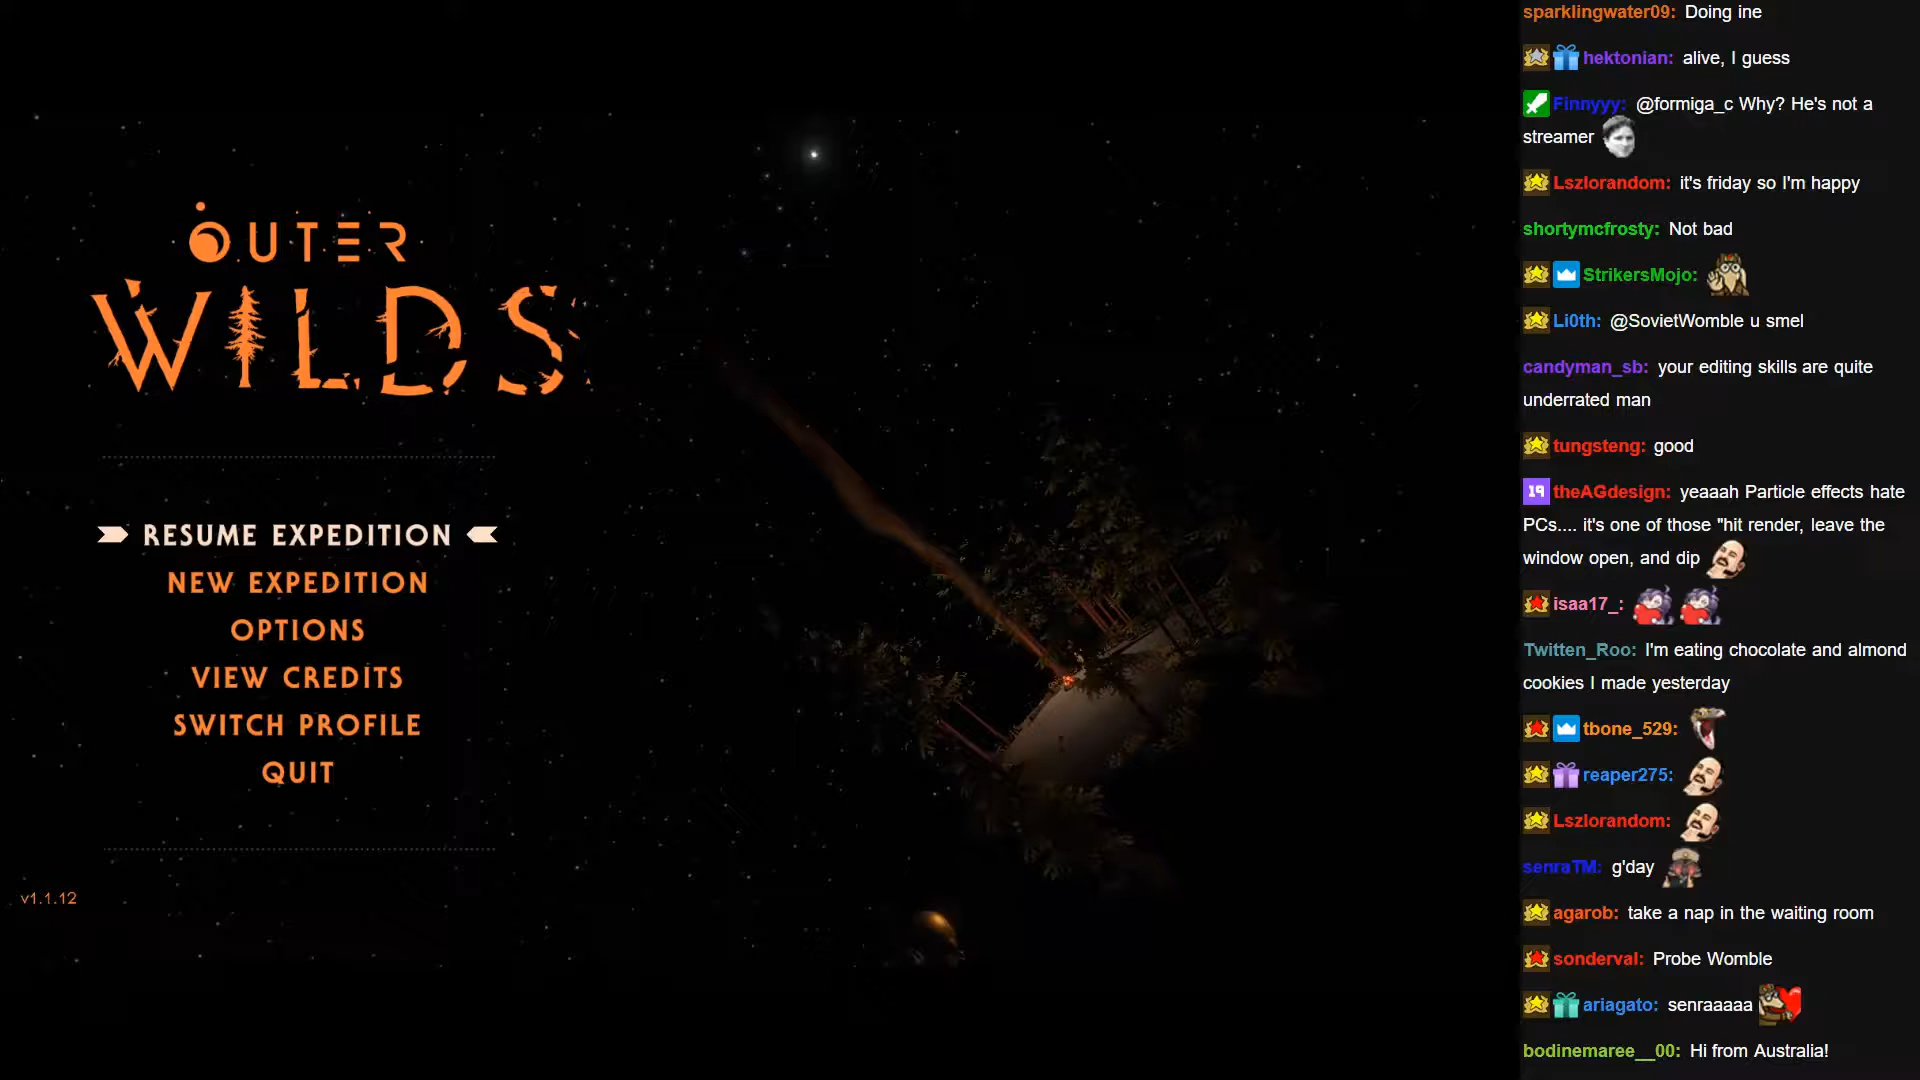 OUTER
WILDS
RESUME EXPEDITION
NEW EXPEDITION
OPTIONS
VIEW CREDITS
SWITCH PROFILE
QUIT
v1.1.12
sparklingwater09: Doing ine
hektonian: alive, I guess
Finnyyy: @formiga_c Why? He's not a
streamer
Lszlorandom: it's friday so I'm happy
shortymcfrosty: Not bad
StrikersMojo:
Li0th: @SovietWomble u smel
candyman_sb: your editing skills are quite
underrated man
tungsteng: good
19 theAGdesign: yeaaah Particle effects hate
PCs.... it's one of those "hit render, leave the
window open, and dip
isaa17_:
Twitten_Roo: I'm eating chocolate and almond
cookies I made yesterday
tbone_529:
reaper275:
Lszlorandom:
senraTM: g'day
agarob: take a nap in the waiting room
sonderval: Probe Womble
ariagato: senraaaaa
bodinemaree__00: Hi from Australia!